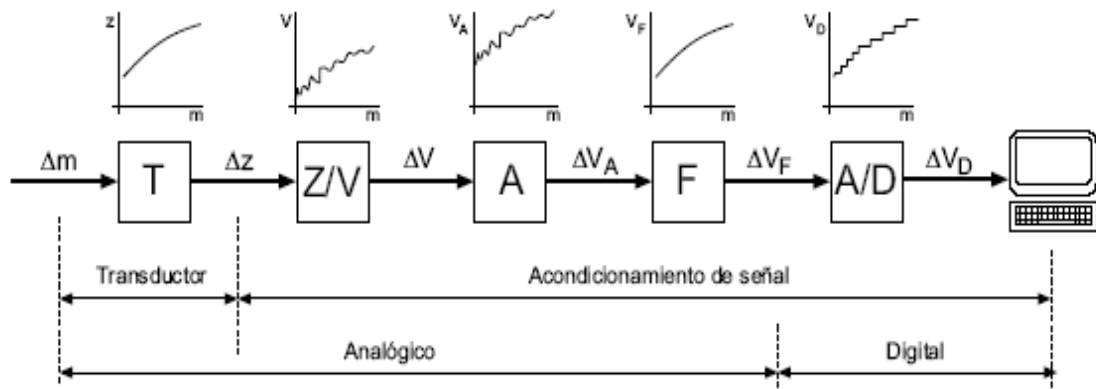 z
m
V
m
V_A
m
V_F
m
V_D
m
Δm
T
Δz
Z/V
ΔV
A
ΔV_A
F
ΔV_F
A/D
ΔV_D
Transductor
Acondicionamiento de señal
Analógico
Digital